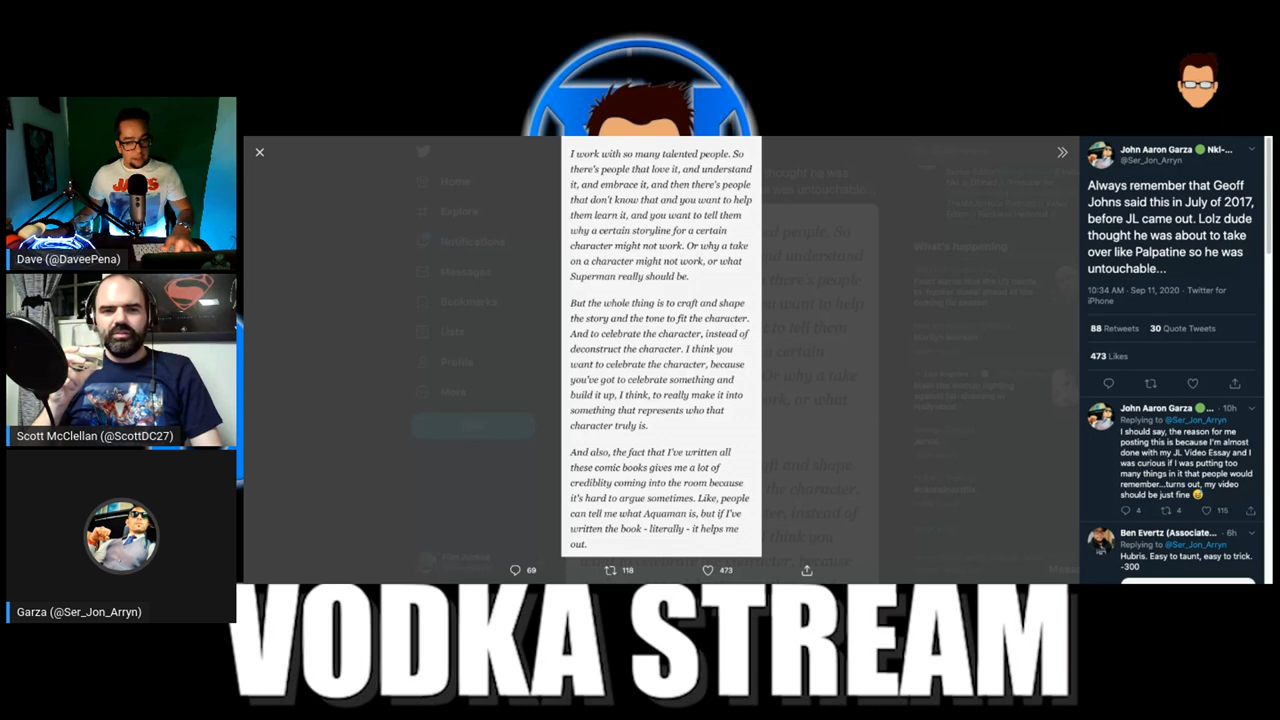 JAWS
Dave (@DaveePena)
Scott McClellan (@ScottDC27)
Garza (@Ser_Jon_Arryn)
Home
Explore
Notifications
Messages
Bookmarks
Lists
Profile
More
I work with so many talented people. So
there's people that love it, and understand
it, and embrace it, and then there's people
that don't know that and you want to help
them learn it, and you want to tell them
why a certain storyline for a certain
character might not work. Or why a take
on a character might not work, or what
Superman really should be.
But the whole thing is to craft and shape
the story and the tone to fit the character.
And to celebrate the character, instead of
deconstruct the character. I think you
want to celebrate the character, because
you've got to celebrate something and
build it up, I think, to really make it into
something that represents who that
character truly is.
And also, the fact that I've written all
these comic books gives me a lot of
crediblity coming into the room because
it's hard to argue sometimes. Like, people
can tell me what Aquaman is, but if I've
written the book - literally - it helps me
out.
69
118
473
What's happening
John Aaron Garza Nkl-...
@Ser_Jon_Arryn
Always remember that Geoff
Johns said this in July of 2017,
before JL came out. Lolz dude
thought he was about to take
over like Palpatine so he was
untouchable...
10:34 AM · Sep 11, 2020 · Twitter for
iPhone
88 Retweets 30 Quote Tweets
473 Likes
John Aaron Garza ... · 10h
Replying to @Ser_Jon_Arryn
I should say, the reason for me
posting this is because I'm almost
done with my JL Video Essay and I
was curious if I was putting too
many things in it that people would
remember...turns out, my video
should be just fine
4 4 115
Ben Evertz (Associate... · 6h
Replying to @Ser_Jon_Arryn
Hubris. Easy to taunt, easy to trick.
-300
VODKA STREAM